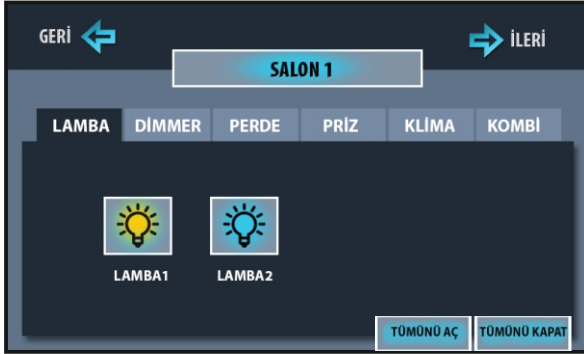 GERİ
İLERİ
SALON 1
LAMBA DİMMER PERDE PRİZ KLİMA KOMBİ
LAMBA1 LAMBA2
TÜMÜNÜ AÇ TÜMÜNÜ KAPAT